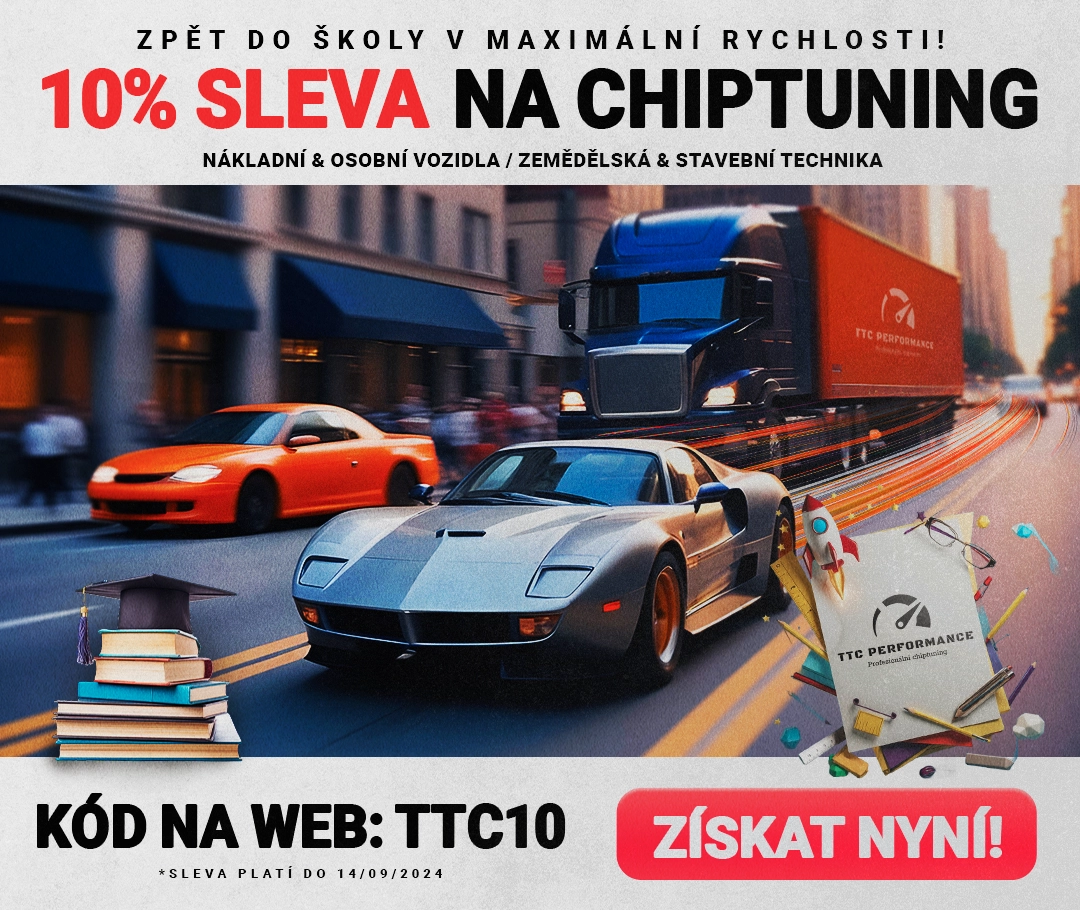 ZPĚT DO ŠKOLY V MAXIMÁLNÍ RYCHLOSTI!
10% SLEVA NA CHIPTUNING
NÁKLADNÍ & OSOBNÍ VOZIDLA / ZEMĚDĚLSKÁ & STAVEBNÍ TECHNIKA
TTC PERFORMANCE
TTC PERFORMANCE
Profesionální chiptuning
KÓD NA WEB: TTC10
ZÍSKAT NYNÍ!
*SLEVA PLATÍ DO 14/09/2024